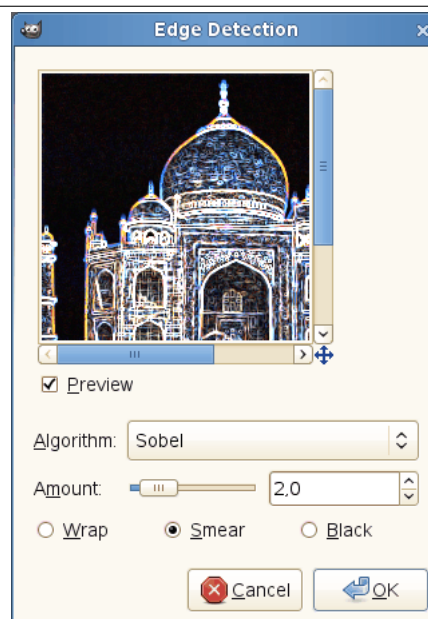 Edge Detection
Preview
Algorithm: Sobel
Amount: 2,0
Wrap Smear Black
Cancel OK